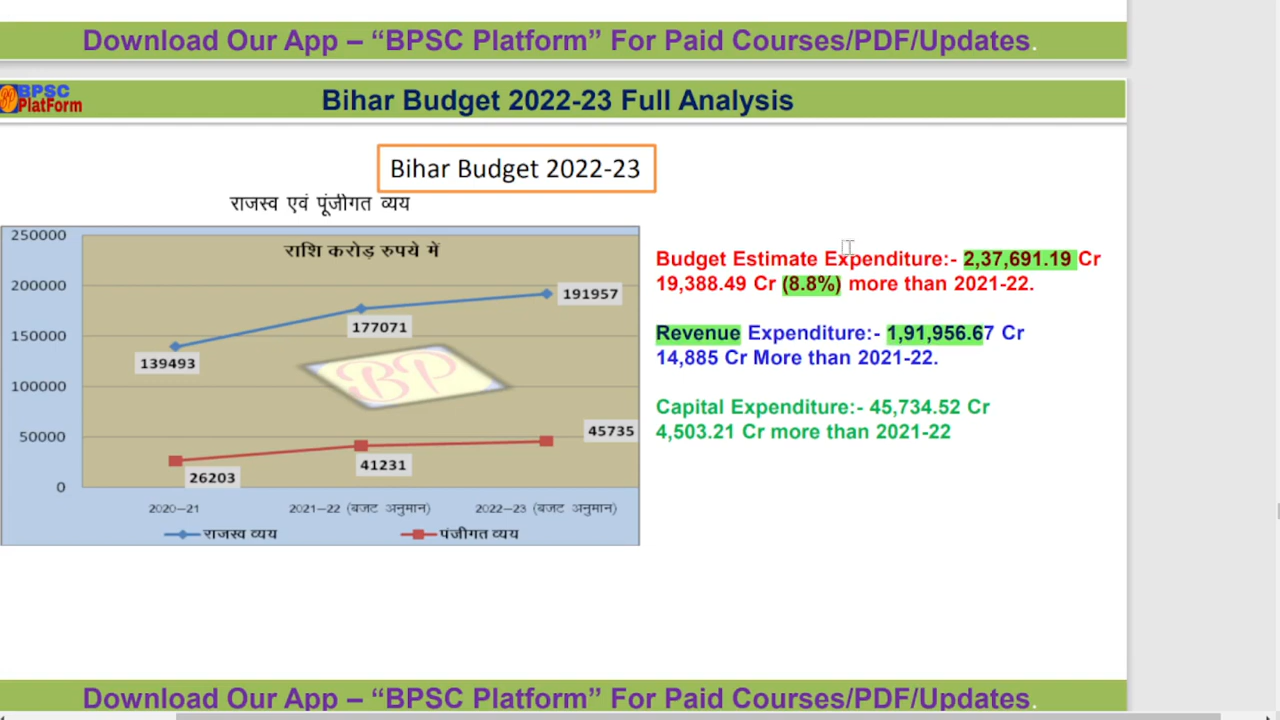 Download Our App – “BPSC Platform” For Paid Courses/PDF/Updates.
BPSC
PlatForm
Bihar Budget 2022-23 Full Analysis
Bihar Budget 2022-23
राजस्व एवं पूंजीगत व्यय
राशि करोड़ रुपये में
250000
200000
150000
100000
50000
0
191957
177071
139493
BP
45735
41231
26203
2020–21
2021–22 (बजट अनुमान)
2022–23 (बजट अनुमान)
राजस्व व्यय
पंजीगत व्यय
Budget Estimate Expenditure:- 2,37,691.19 Cr
19,388.49 Cr (8.8%) more than 2021-22.
Revenue Expenditure:- 1,91,956.67 Cr
14,885 Cr More than 2021-22.
Capital Expenditure:- 45,734.52 Cr
4,503.21 Cr more than 2021-22
Download Our App – “BPSC Platform” For Paid Courses/PDF/Updates.